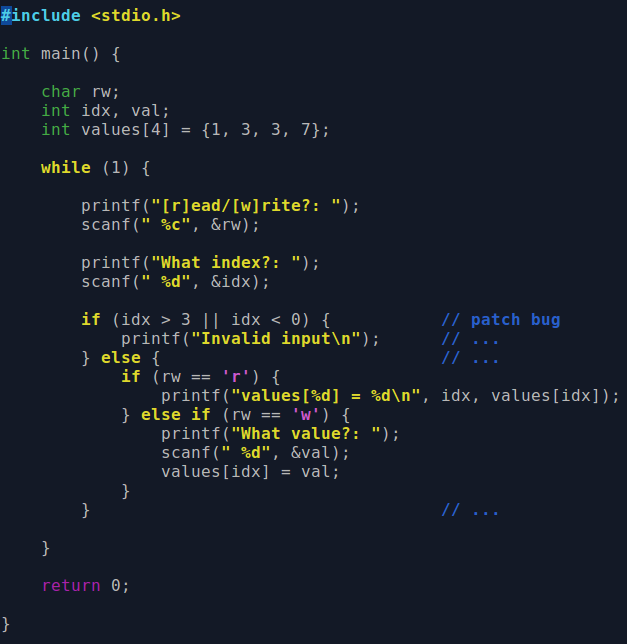 #include <stdio.h>
int main() {
char rw;
int idx, val;
int values[4] = {1, 3, 3, 7};
while (1) {
printf("[r]ead/[w]rite?: ");
scanf(" %c", &rw);
printf("What index?: ");
scanf(" %d", &idx);
if (idx > 3 || idx < 0) { // patch bug
printf("Invalid input\n"); // ...
} else { // ...
if (rw == 'r') {
printf("values[%d] = %d\n", idx, values[idx]);
} else if (rw == 'w') {
printf("What value?: ");
scanf(" %d", &val);
values[idx] = val;
}
} // ...
}
return 0;
}